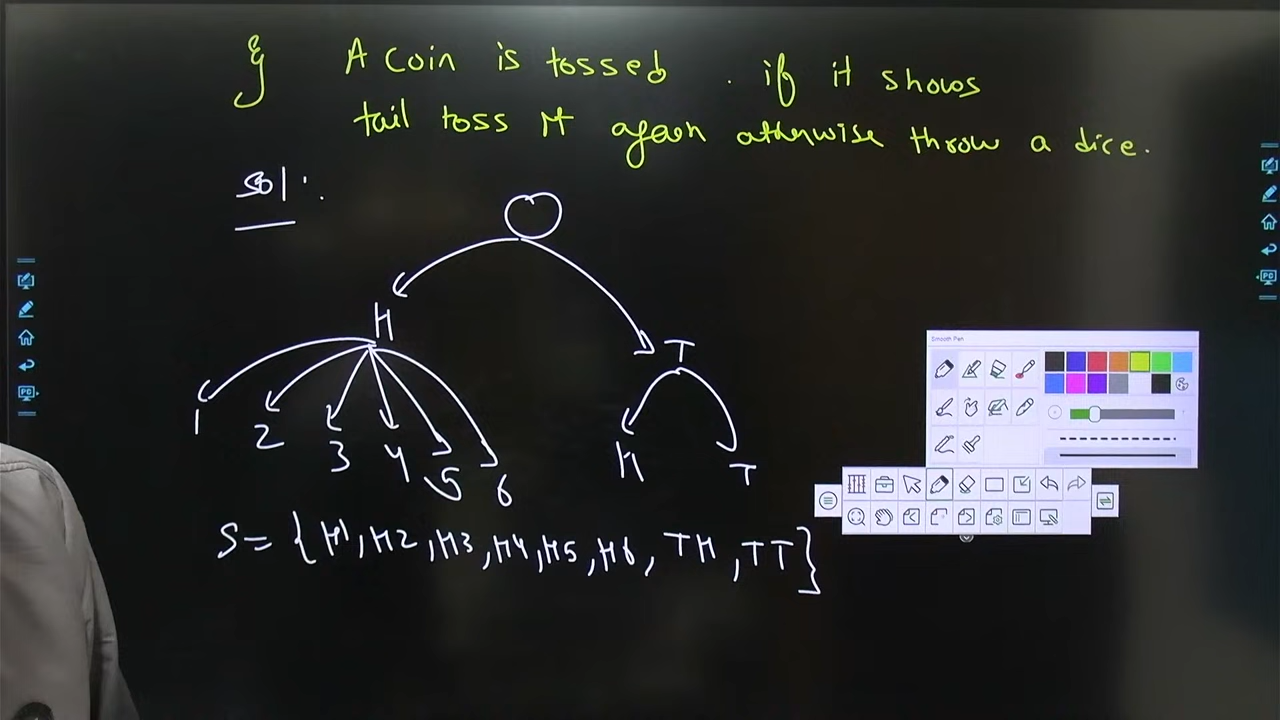 A coin is tossed . if it shows
tail toss it again otherwise throw a dice.
Sol :
H
T
1
2
3
4
5
6
H
T
Smooth Pen
S = { H1, H2, H3, H4, H5, H6, TH, TT }